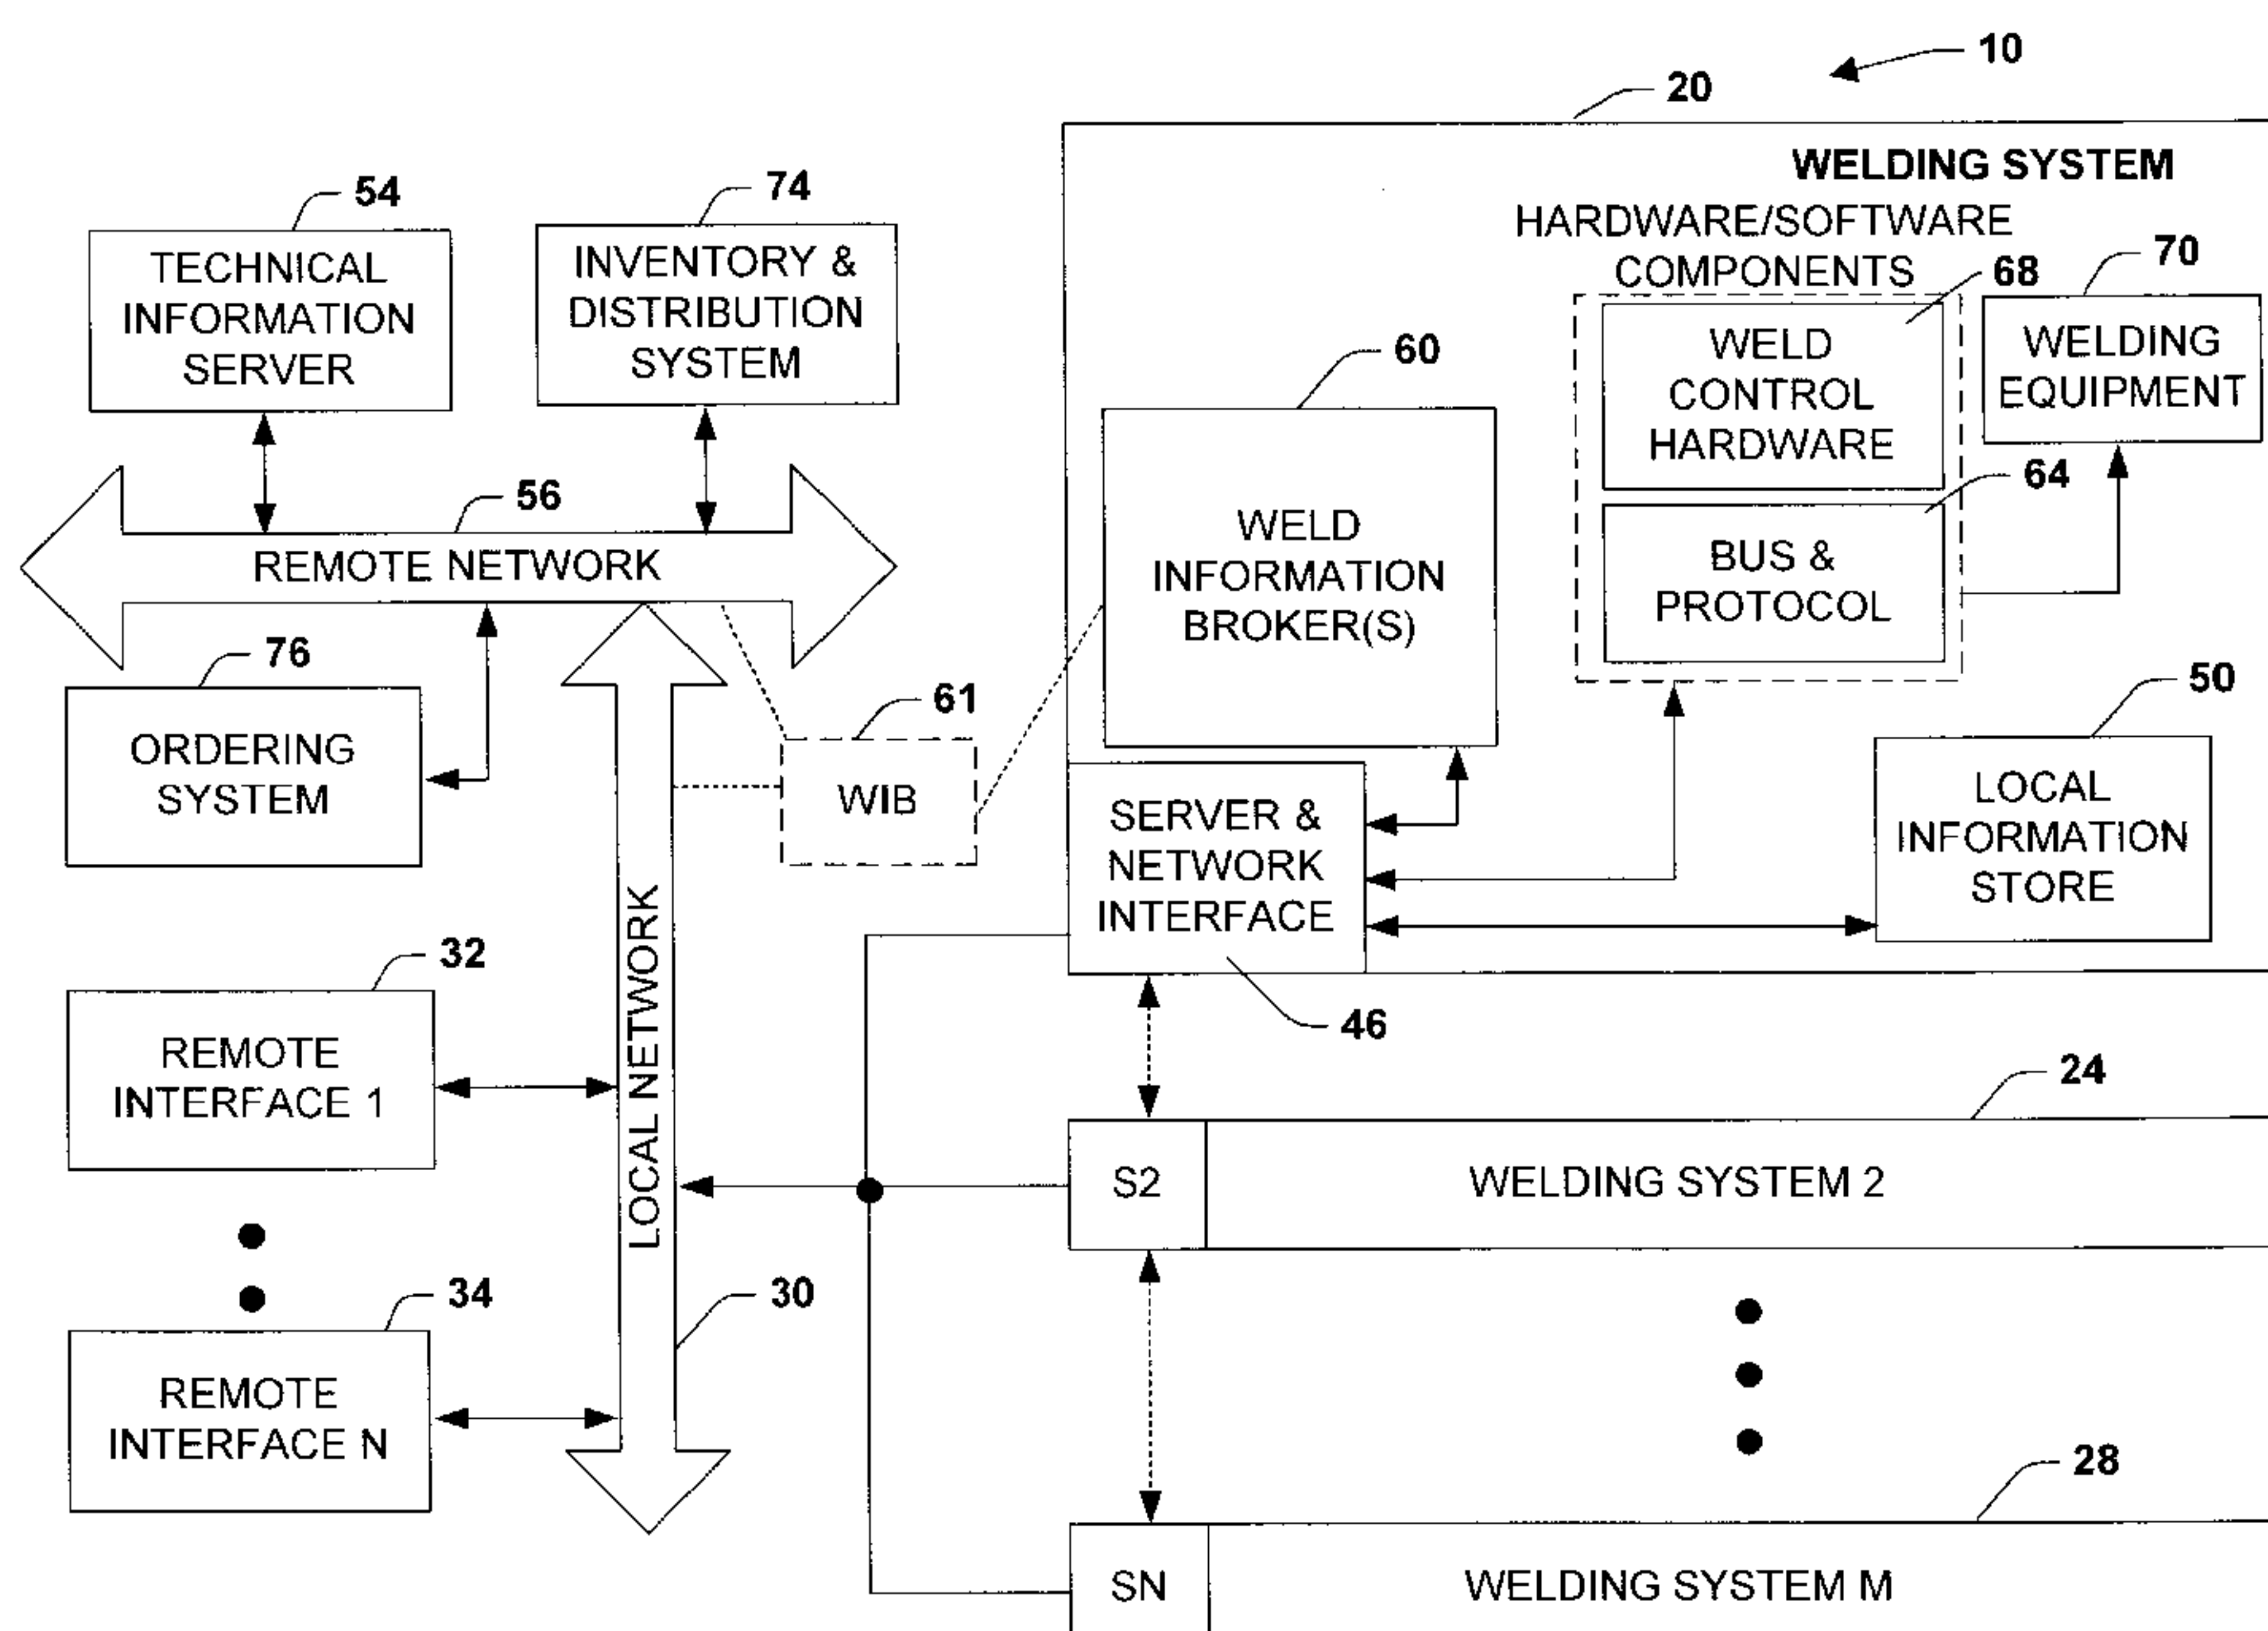 10
20
WELDING SYSTEM
HARDWARE/SOFTWARE
COMPONENTS
54
TECHNICAL
INFORMATION
SERVER
74
INVENTORY &
DISTRIBUTION
SYSTEM
56
REMOTE NETWORK
76
ORDERING
SYSTEM
61
WIB
60
WELD
INFORMATION
BROKER(S)
68
WELD
CONTROL
HARDWARE
70
WELDING
EQUIPMENT
64
BUS &
PROTOCOL
50
LOCAL
INFORMATION
STORE
SERVER &
NETWORK
INTERFACE
46
LOCAL NETWORK
30
32
REMOTE
INTERFACE 1
34
REMOTE
INTERFACE N
24
S2
WELDING SYSTEM 2
28
SN
WELDING SYSTEM M